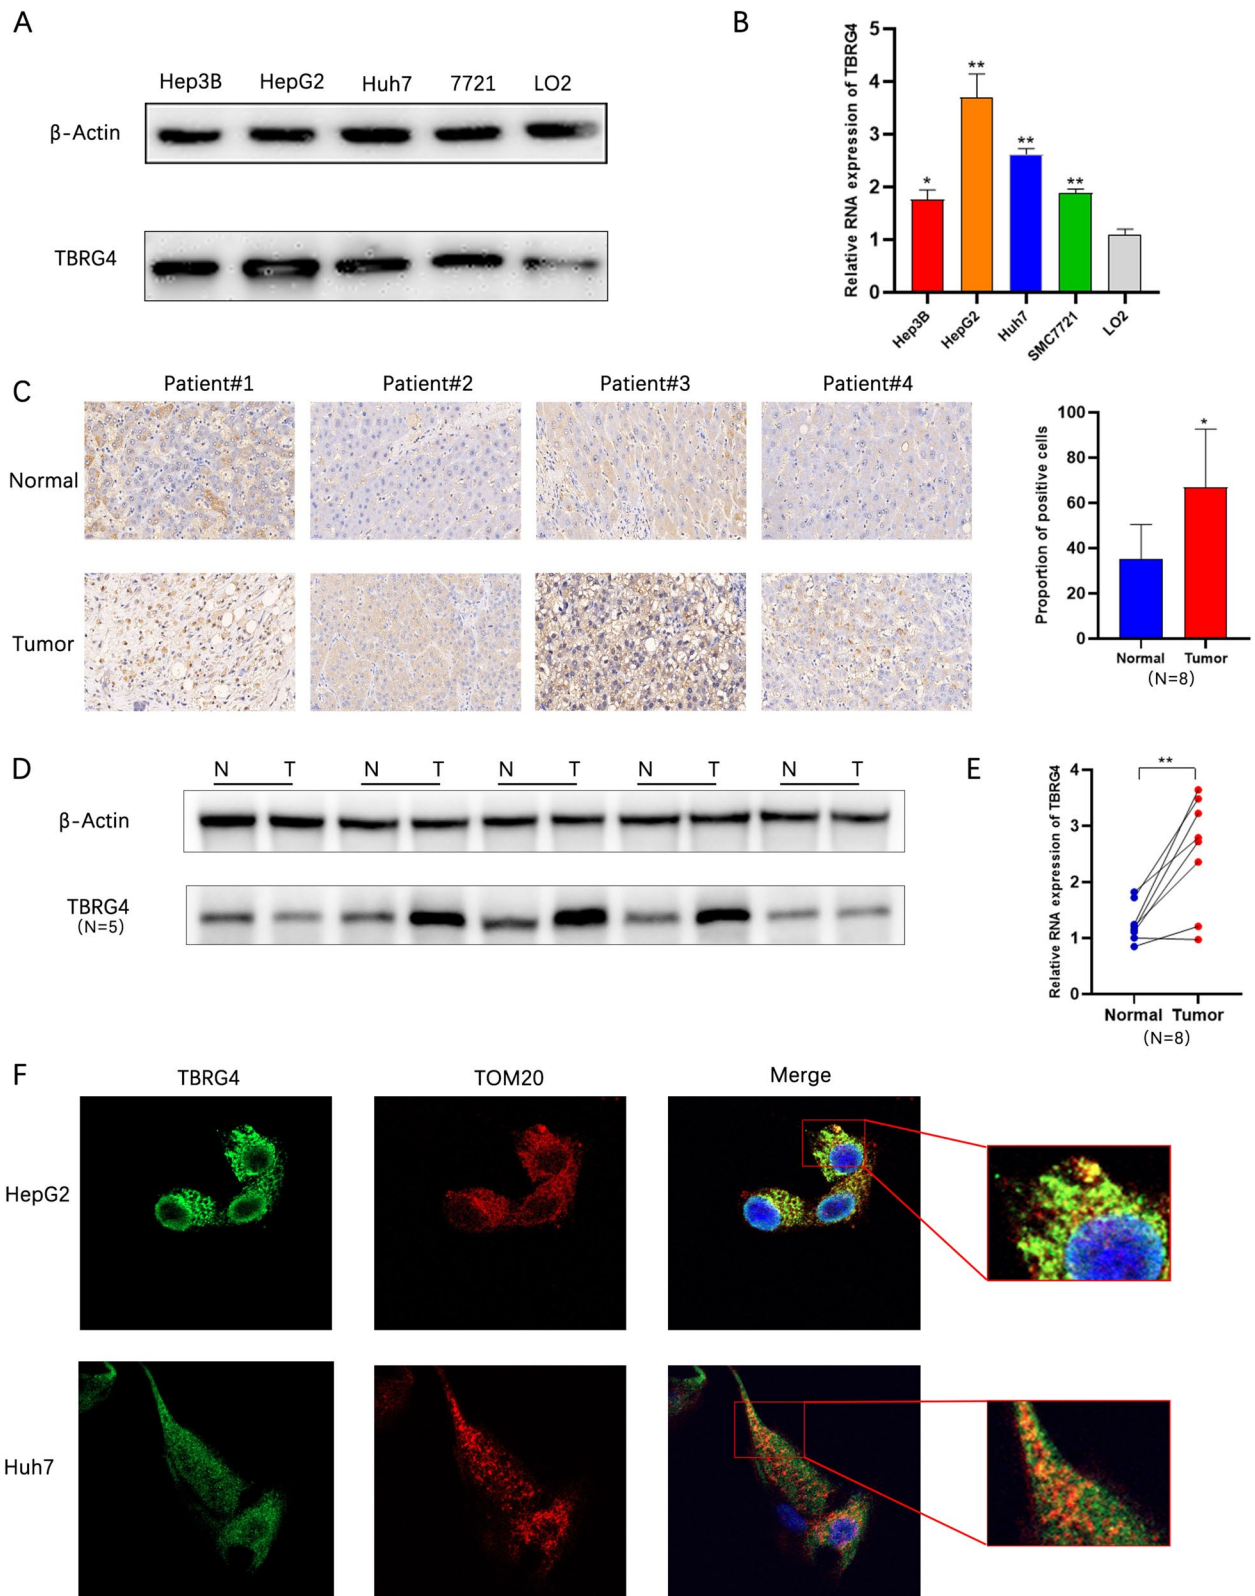 A
Hep3B HepG2 Huh7 7721 LO2
β-Actin
TBRG4
B
Relative RNA expression of TBRG4
5
4
3
2
1
0
* ** ** **
Hep3B HepG2 Huh7 SMC7721 LO2
C
Patient#1 Patient#2 Patient#3 Patient#4
Normal
Tumor
Proportion of positive cells
100
80
60
40
20
0
*
Normal Tumor
(N=8)
D
N T N T N T N T N T
β-Actin
TBRG4
(N=5)
E
Relative RNA expression of TBRG4
4
3
2
1
0
**
Normal Tumor
(N=8)
F
TBRG4 TOM20 Merge
HepG2
Huh7